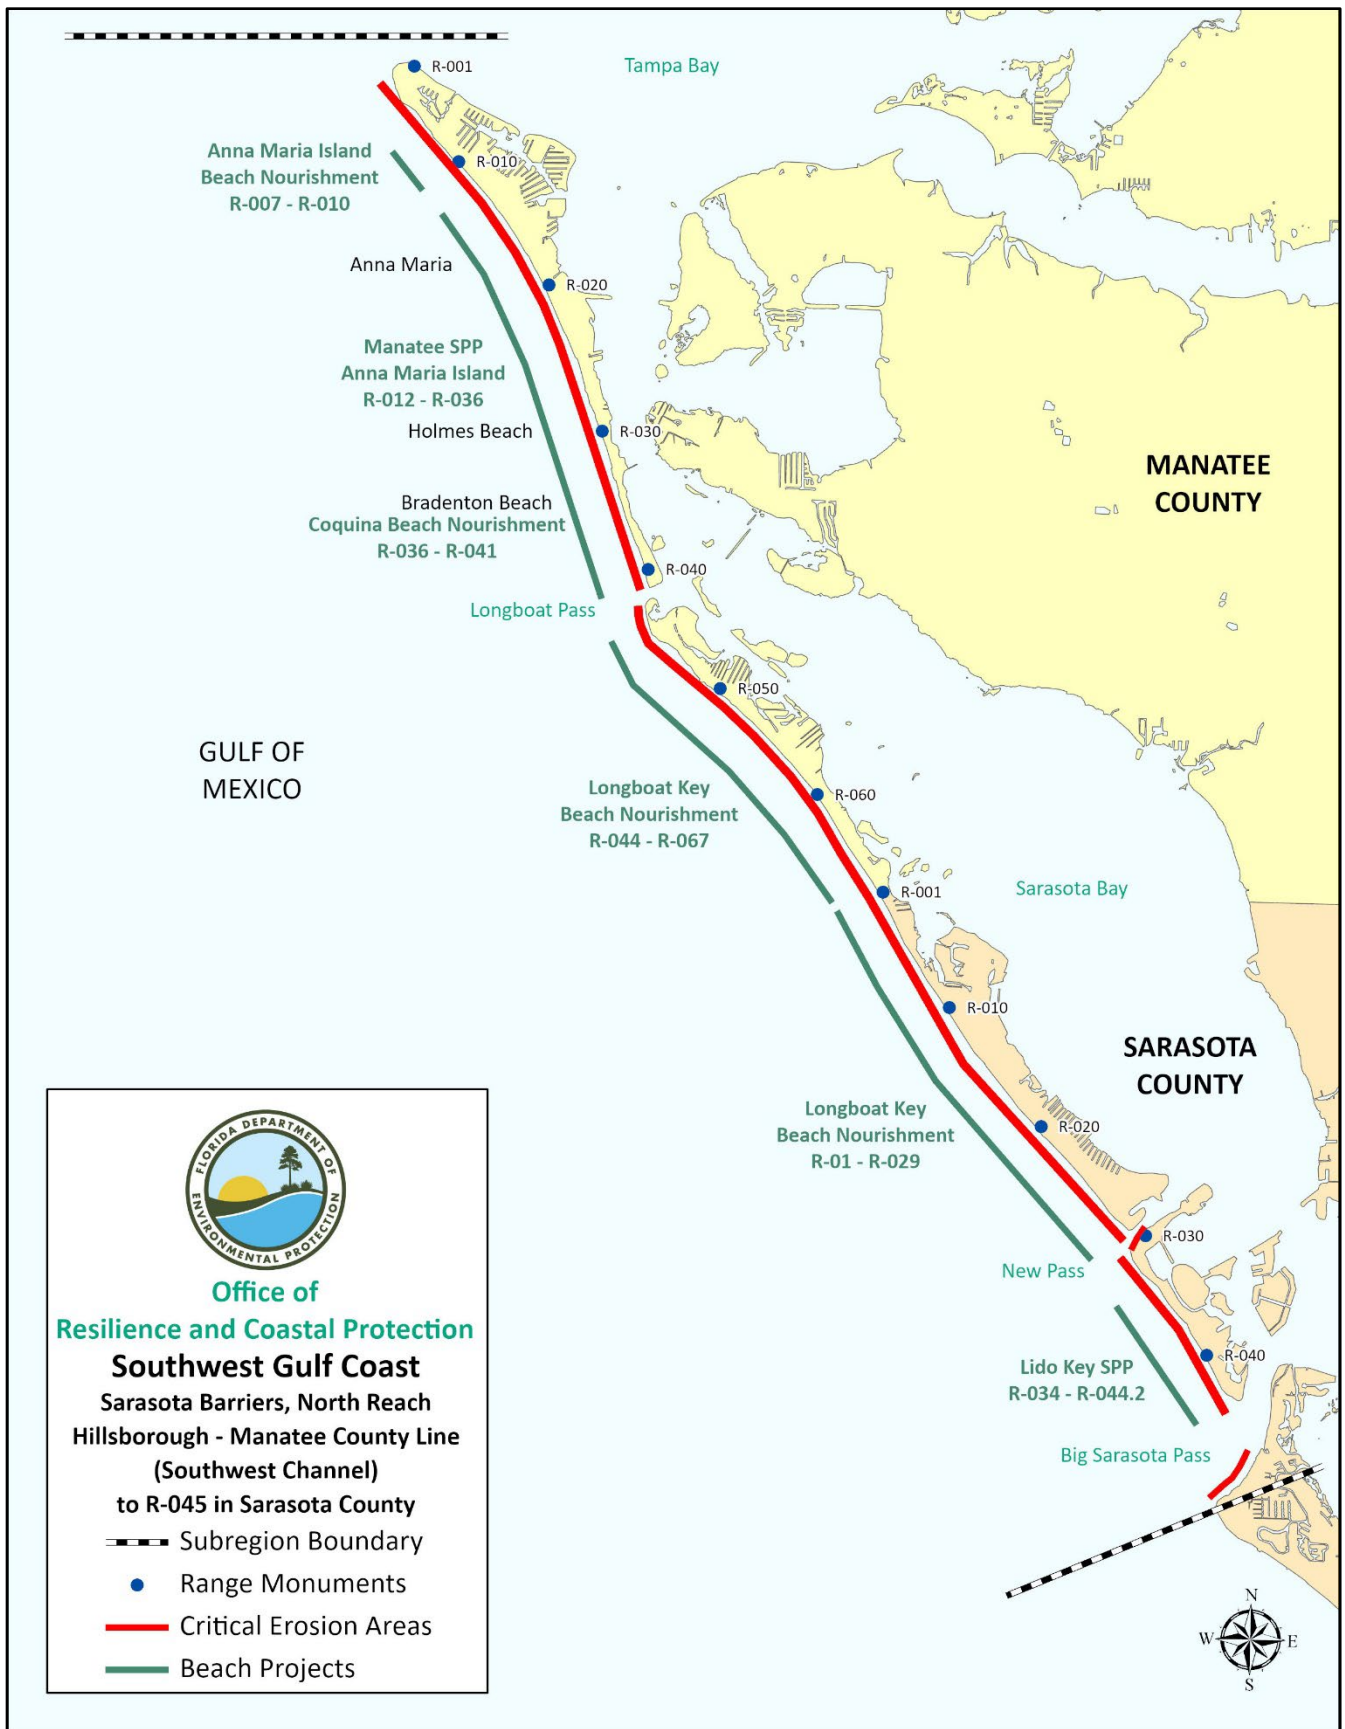 R-001
Tampa Bay
Anna Maria Island
Beach Nourishment
R-007 - R-010
R-010
Anna Maria
R-020
Manatee SPP
Anna Maria Island
R-012 - R-036
Holmes Beach
R-030
MANATEE
COUNTY
Bradenton Beach
Coquina Beach Nourishment
R-036 - R-041
R-040
Longboat Pass
R-050
GULF OF
MEXICO
Longboat Key
Beach Nourishment
R-044 - R-067
R-060
R-001
Sarasota Bay
R-010
SARASOTA
COUNTY
Longboat Key
Beach Nourishment
R-01 - R-029
R-020
R-030
New Pass
R-040
Lido Key SPP
R-034 - R-044.2
Big Sarasota Pass
FLORIDA DEPARTMENT OF
ENVIRONMENTAL PROTECTION
Office of
Resilience and Coastal Protection
Southwest Gulf Coast
Sarasota Barriers, North Reach
Hillsborough - Manatee County Line
(Southwest Channel)
to R-045 in Sarasota County
Subregion Boundary
Range Monuments
Critical Erosion Areas
Beach Projects
N
W E
S